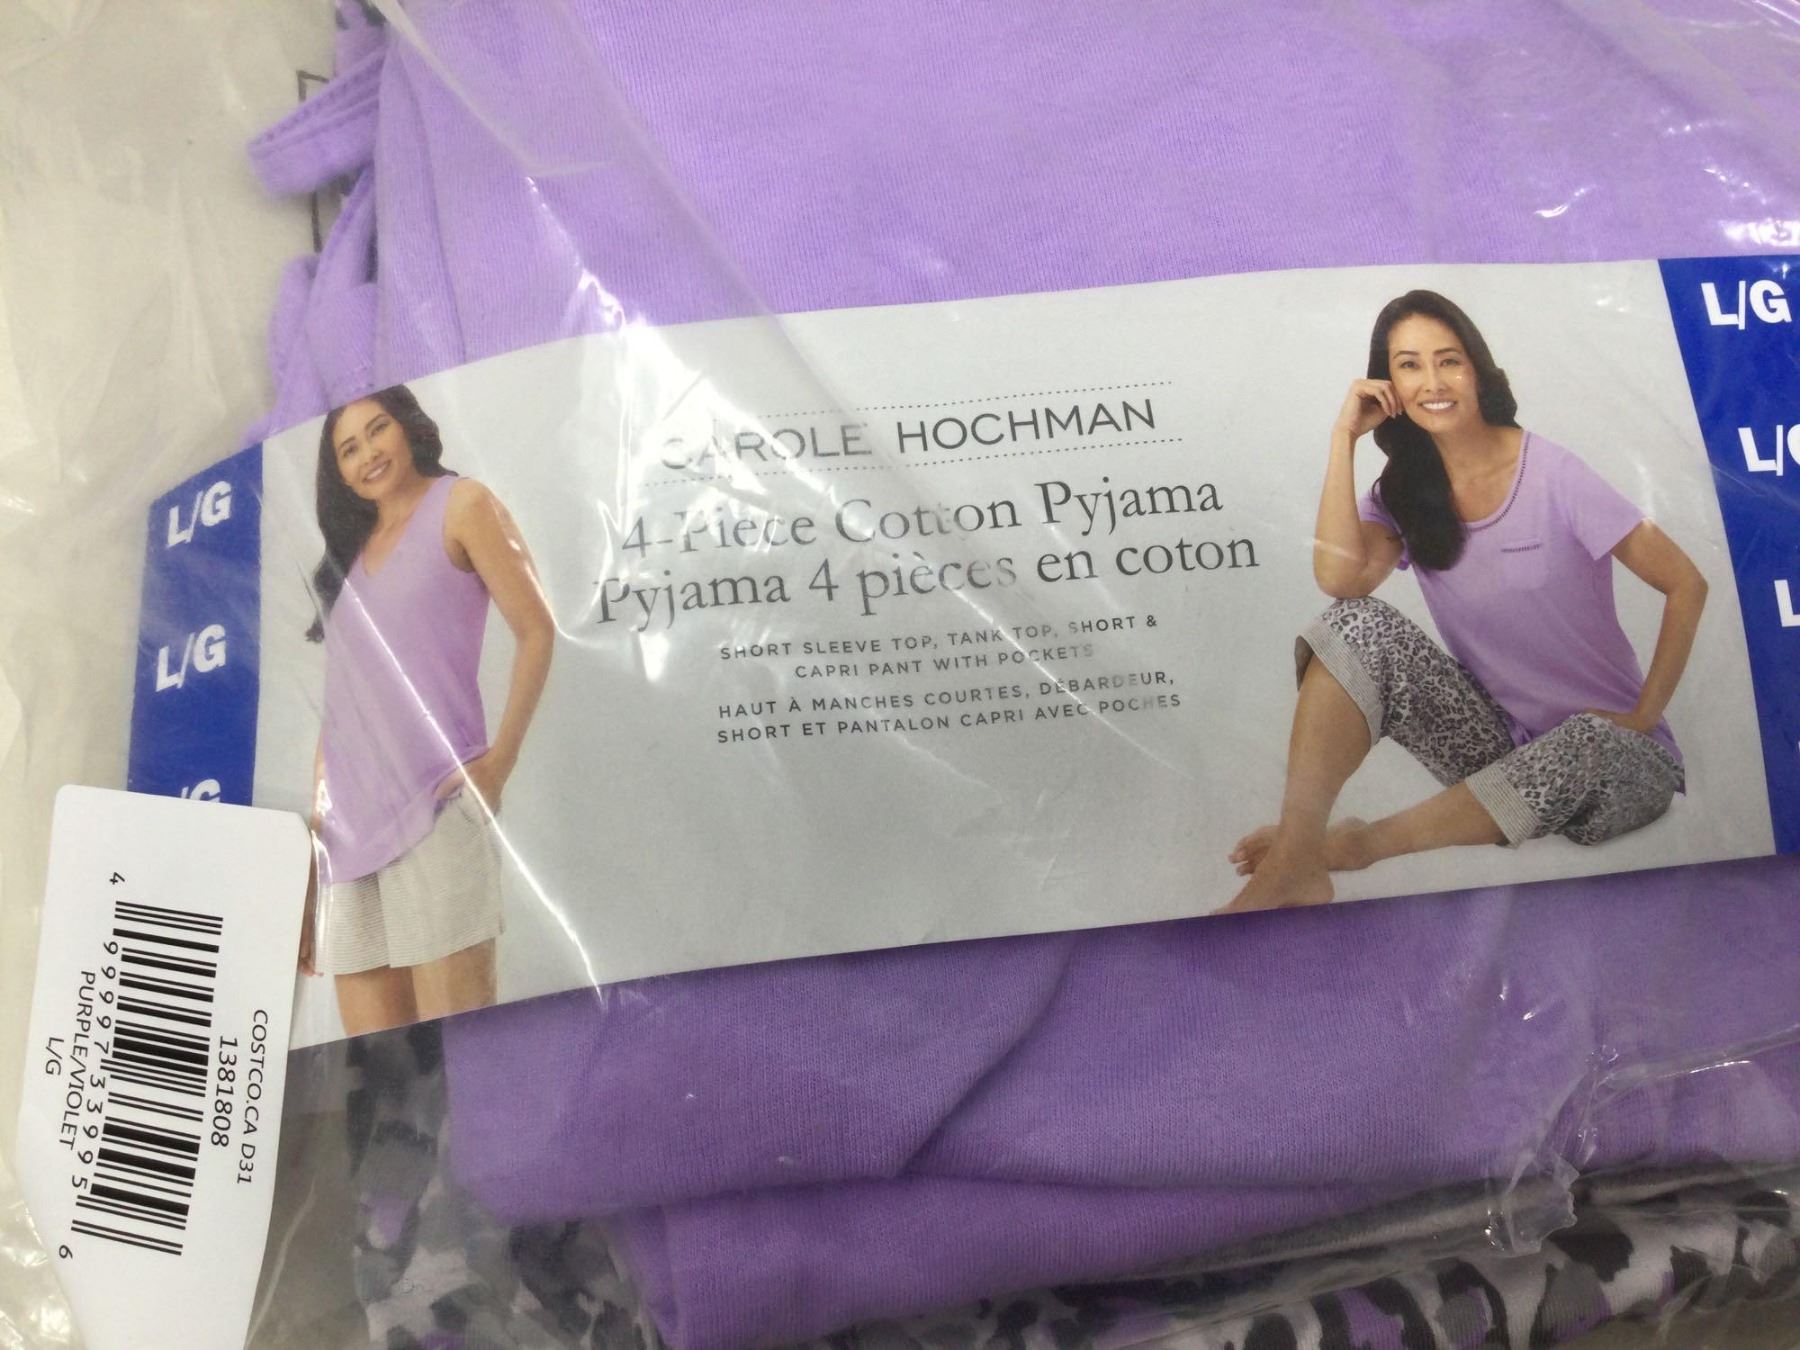 L/G
L/G
L/G
CAROLE HOCHMAN
4-Piece Cotton Pyjama
Pyjama 4 pièces en coton
SHORT SLEEVE TOP, TANK TOP, SHORT &
CAPRI PANT WITH POCKETS
HAUT À MANCHES COURTES, DÉBARDEUR,
SHORT ET PANTALON CAPRI AVEC POCHES
L/G
L/G
L
COSTCO.CA D31
1381808
4 99997 33995 6
PURPLE/VIOLET
L/G